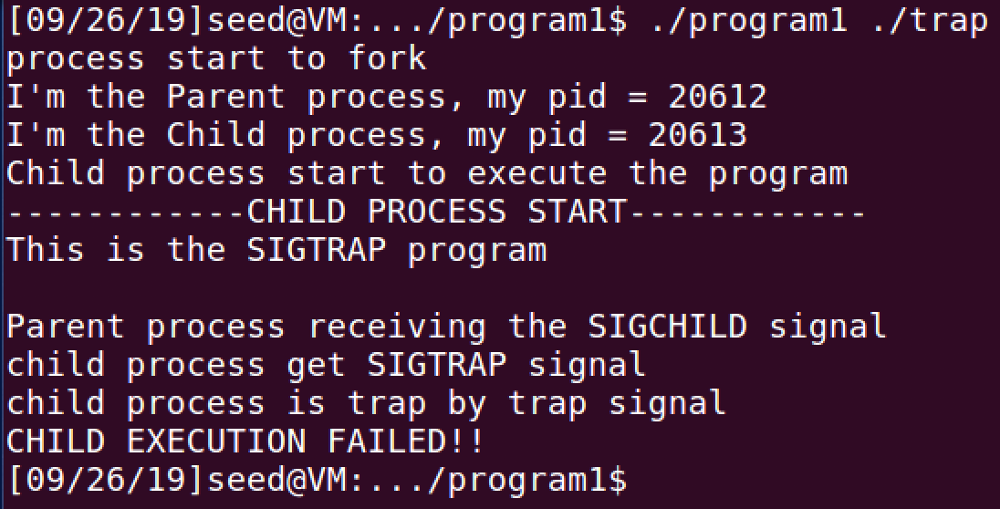 [09/26/19]seed@VM:.../program1$ ./program1 ./trap
process start to fork
I'm the Parent process, my pid = 20612
I'm the Child process, my pid = 20613
Child process start to execute the program
------------CHILD PROCESS START------------
This is the SIGTRAP program
Parent process receiving the SIGCHILD signal
child process get SIGTRAP signal
child process is trap by trap signal
CHILD EXECUTION FAILED!!
[09/26/19]seed@VM:.../program1$